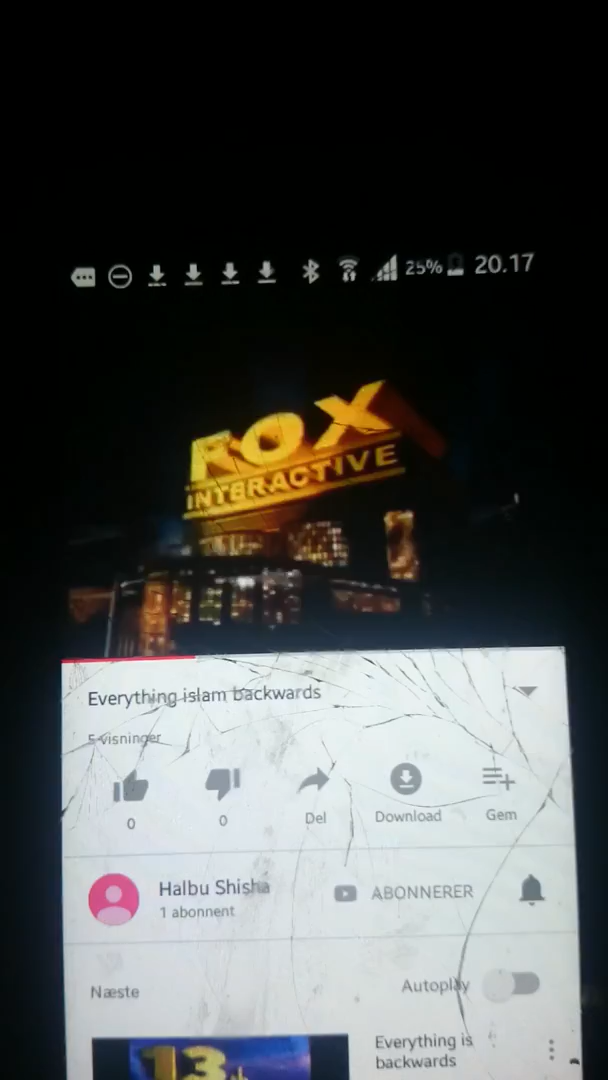 25% 20.17
FOX
INTERACTIVE
Everything islam backwards
5 visninger
0 0 Del Download Gem
Halbu Shisha ABONNERER
1 abonnent
Næste Autoplay
Everything is
backwards
13th